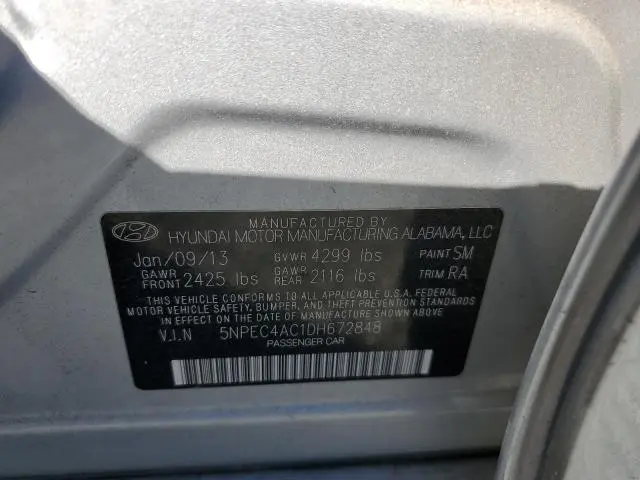 MANUFACTURED BY
HYUNDAI MOTOR MANUFACTURING ALABAMA, LLC
Jan/09/13 GVWR 4299 lbs PAINT SM
GAWR FRONT 2425 lbs GAWR REAR 2116 lbs TRIM RA
THIS VEHICLE CONFORMS TO ALL APPLICABLE U.S.A. FEDERAL
MOTOR VEHICLE SAFETY, BUMPER, AND THEFT PREVENTION STANDARDS
IN EFFECT ON THE DATE OF MANUFACTURE SHOWN ABOVE.
V.I.N 5NPEC4AC1DH672848
PASSENGER CAR